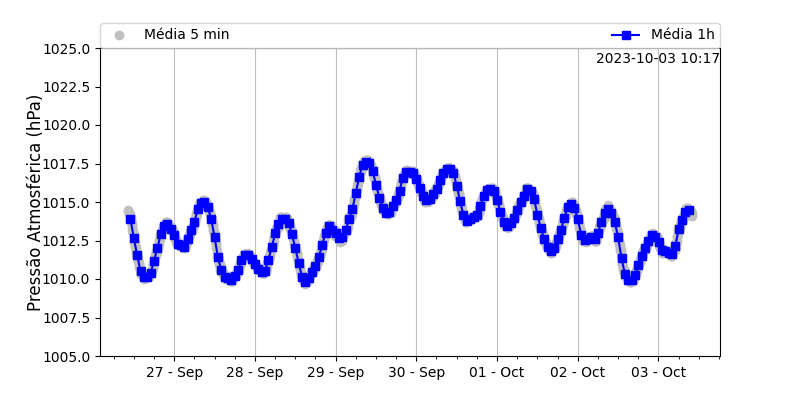 Média 5 min
Média 1h
2023-10-03 10:17
Pressão Atmosférica (hPa)
1025.0
1022.5
1020.0
1017.5
1015.0
1012.5
1010.0
1007.5
1005.0
27 - Sep
28 - Sep
29 - Sep
30 - Sep
01 - Oct
02 - Oct
03 - Oct